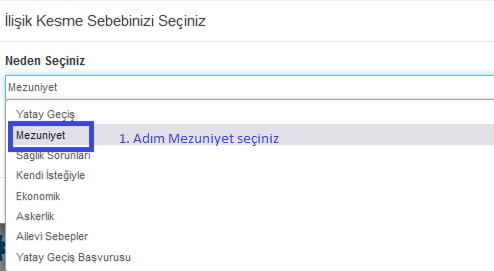 İlişik Kesme Sebebinizi Seçiniz
Neden Seçiniz
Mezuniyet
Yatay Geçiş
Mezuniyet 1. Adım Mezuniyet seçiniz
Sağlık Sorunları
Kendi İsteğiyle
Ekonomik
Askerlik
Ailevi Sebepler
Yatay Geçiş Başvurusu